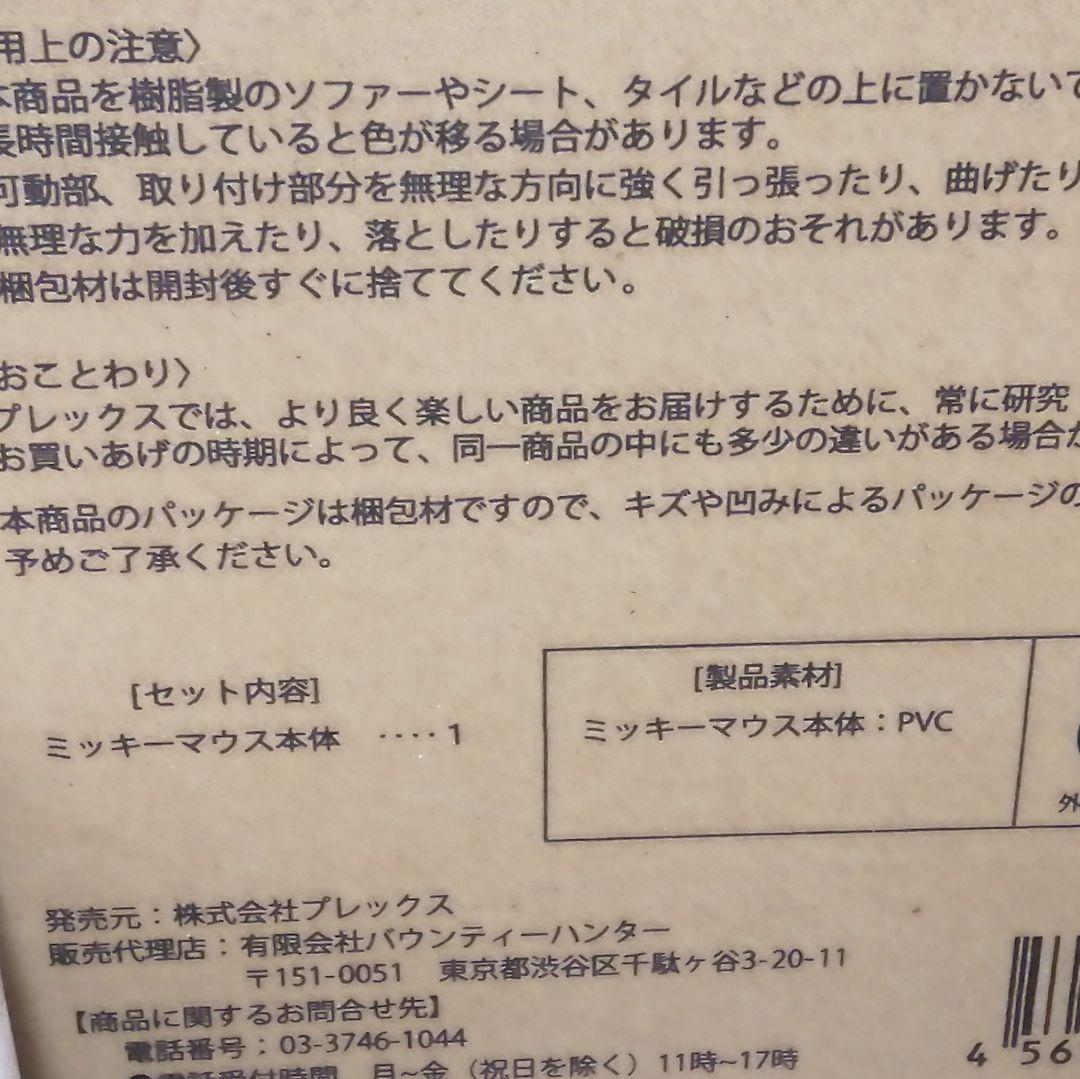 用上の注意〉
本商品を樹脂製のソファーやシート、タイルなどの上に置かないで
長時間接触していると色が移る場合があります。
可動部、取り付け部分を無理な方向に強く引っ張ったり、曲げたり
無理な力を加えたり、落としたりすると破損のおそれがあります。
梱包材は開封後すぐに捨ててください。
おことわり〉
プレックスでは、より良く楽しい商品をお届けするために、常に研究
お買いあげの時期によって、同一商品の中にも多少の違いがある場合が
本商品のパッケージは梱包材ですので、キズや凹みによるパッケージの
予めご了承ください。
[セット内容]
ミッキーマウス本体 ‥‥1
[製品素材]
ミッキーマウス本体：PVC
外
発売元：株式会社プレックス
販売代理店：有限会社バウンティーハンター
〒151-0051 東京都渋谷区千駄ヶ谷3-20-11
【商品に関するお問合せ先】
電話番号：03-3746-1044
●電話受付時間 月~金（祝日を除く）11時~17時
4 56